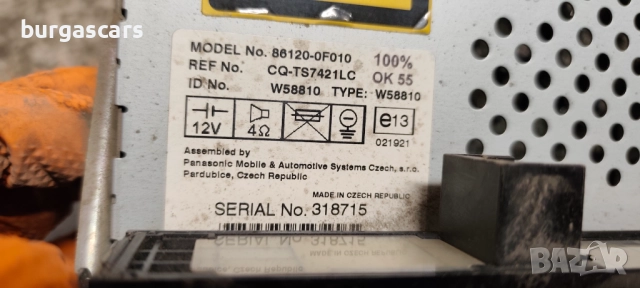 burgascars
MODEL No. 86120-0F010 100%
REF No. CQ-TS7421LC OK 55
ID No. W58810 TYPE: W58810
12V 4Ω e13
021921
Assembled by
Panasonic Mobile & Automotive Systems Czech, s.r.o.
Pardubice, Czech Republic
MADE IN CZECH REPUBLIC
SERIAL No. 318715
BAZAR